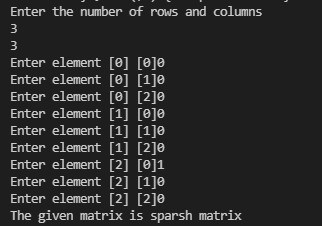 Enter the number of rows and columns
3
3
Enter element [0] [0]0
Enter element [0] [1]0
Enter element [0] [2]0
Enter element [1] [0]0
Enter element [1] [1]0
Enter element [1] [2]0
Enter element [2] [0]1
Enter element [2] [1]0
Enter element [2] [2]0
The given matrix is sparsh matrix